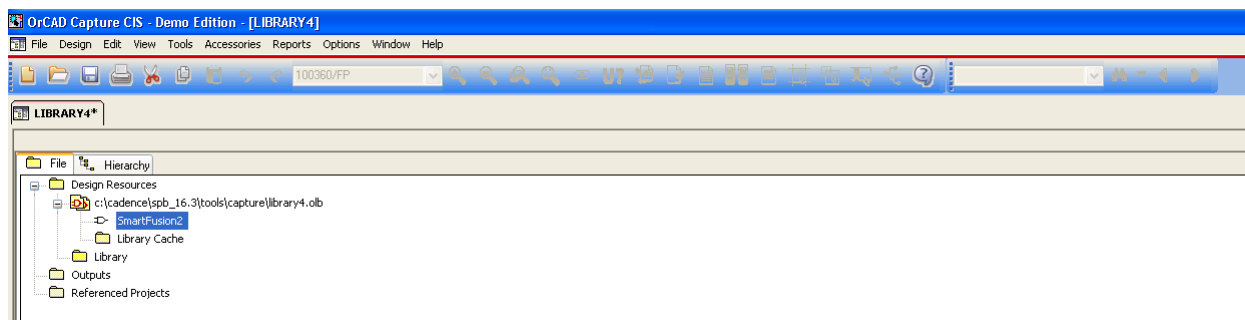 OrCAD Capture CIS - Demo Edition - [LIBRARY4]
File Design Edit View Tools Accessories Reports Options Window Help
100360/FP U?
LIBRARY4*
File Hierarchy
Design Resources
c:\cadence\spb_16.3\tools\capture\library4.olb
SmartFusion2
Library Cache
Library
Outputs
Referenced Projects